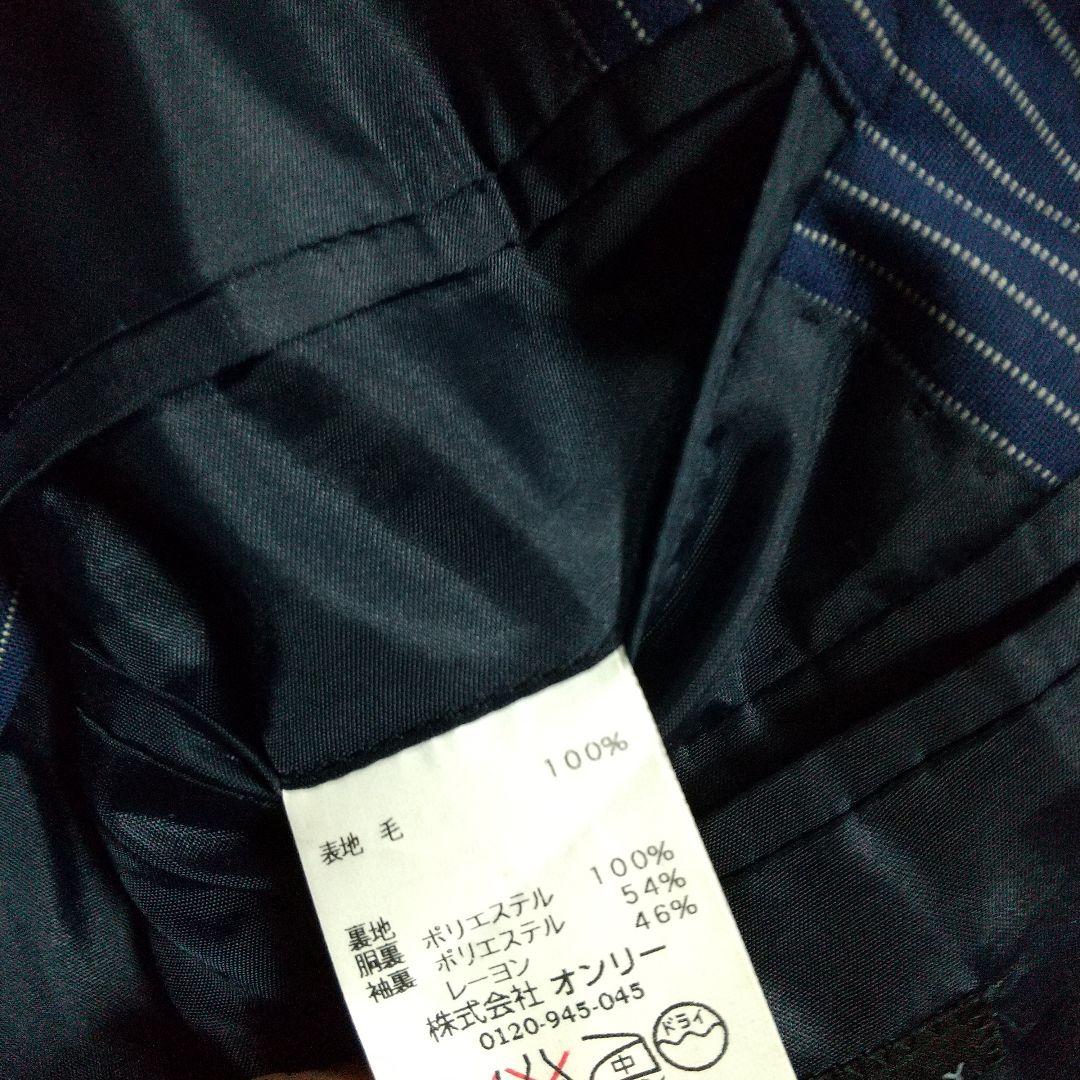 表地 毛 100%
裏地
胴裏 ポリエステル 100%
袖裏 ポリエステル 54%
レーヨン 46%
株式会社 オンリー
0120-945-045
中
ドライ